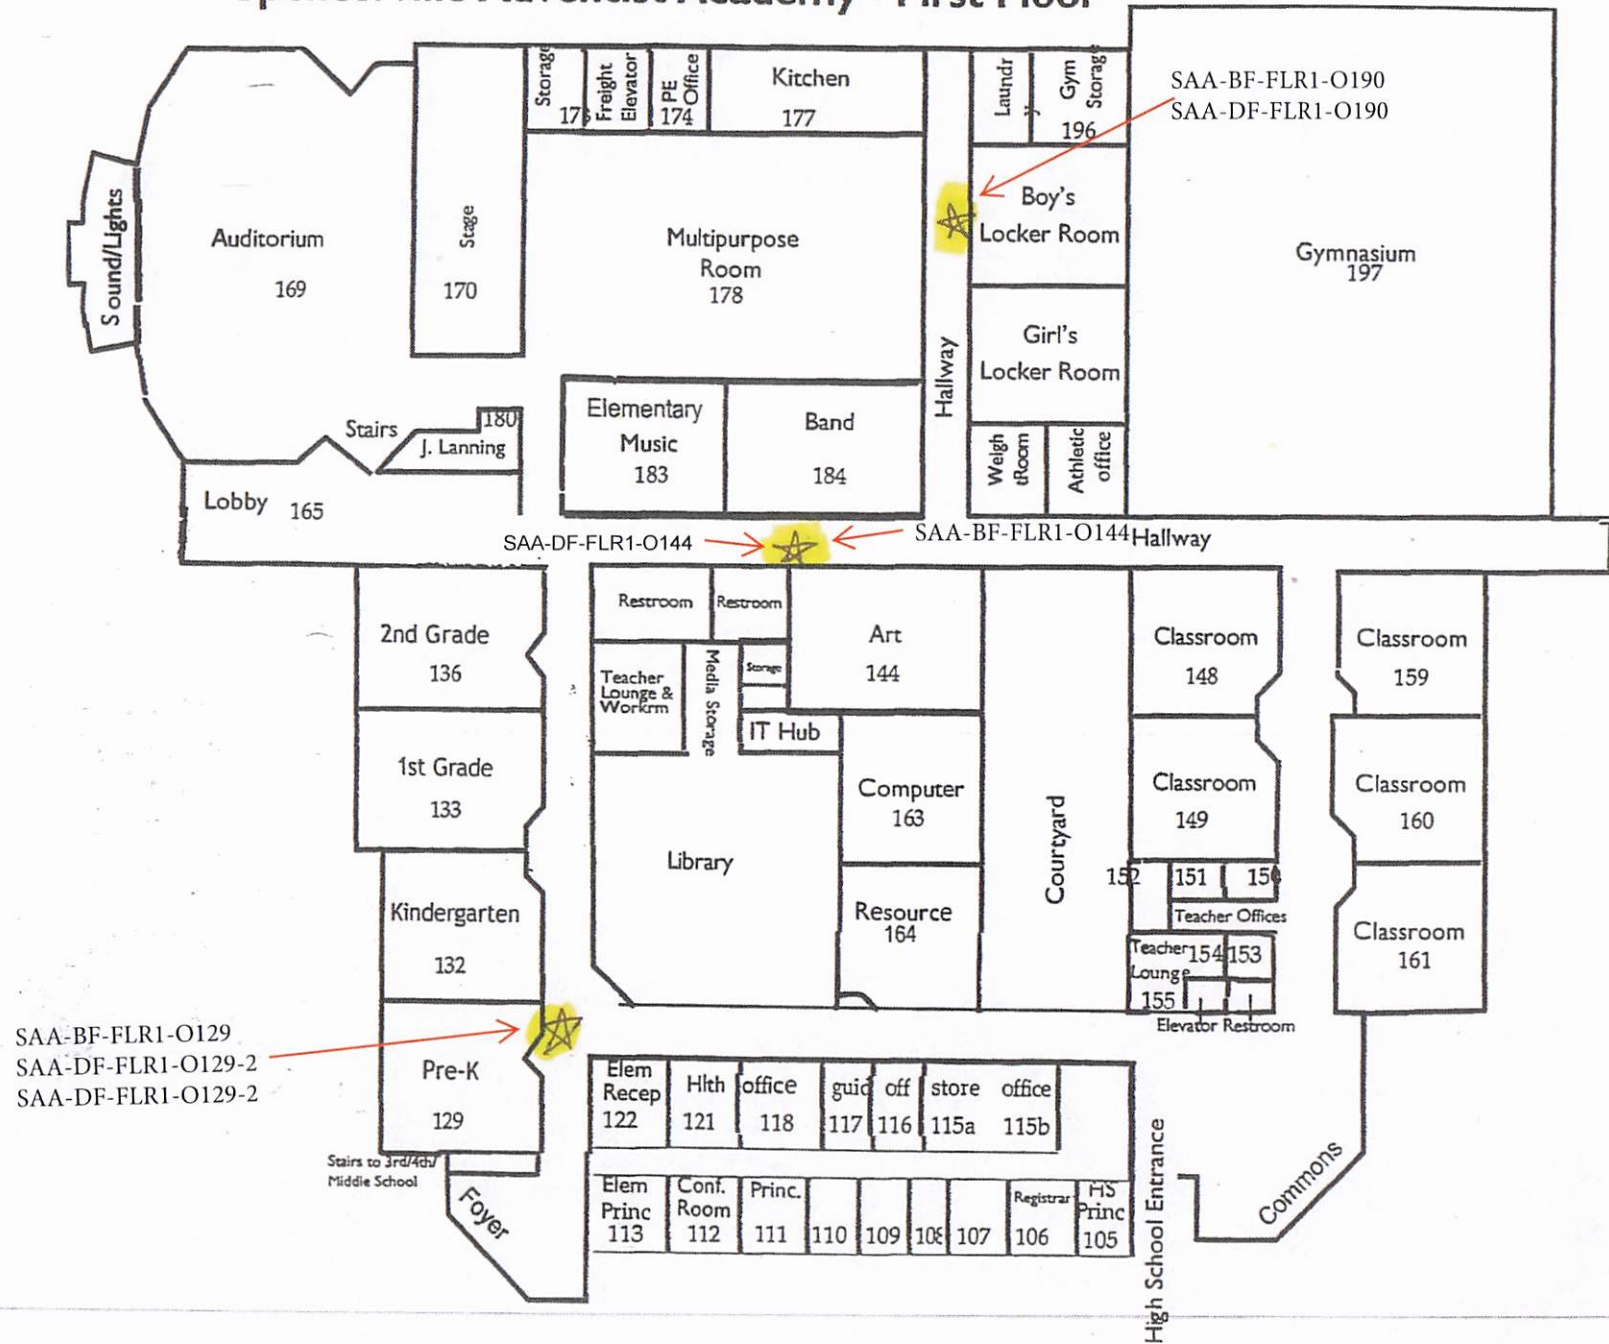 First Floor
Storage
Freight
Elevator
PE
Office
174
Kitchen
177
Laundr
y
Gym
Storage
196
SAA-BF-FLR1-O190
SAA-DF-FLR1-O190
Sound/Lights
Auditorium
169
Stage
170
Multipurpose
Room
178
Boy's
Locker Room
Gymnasium
197
Girl's
Locker Room
Hallway
Elementary
Music
183
Band
184
Weigh
tRoom
Athletic
office
Stairs
180
J. Lanning
Lobby 165
SAA-DF-FLR1-O144
SAA-BF-FLR1-O144
Hallway
2nd Grade
136
Restroom
Restroom
Art
144
Classroom
148
Classroom
159
Teacher
Lounge &
Workrm
Media Storage
Storage
IT Hub
1st Grade
133
Computer
163
Courtyard
Classroom
149
Classroom
160
Library
Kindergarten
132
Resource
164
152
151
Teacher Offices
Teacher
Lounge
155
154
153
Elevator Restroom
Classroom
161
SAA-BF-FLR1-O129
SAA-DF-FLR1-O129-2
SAA-DF-FLR1-O129-2
Pre-K
129
Elem
Recep
122
Hlth
121
office
118
guid
117
off
116
store
115a
office
115b
Stairs to 3rd/4th/
Middle School
Foyer
Elem
Princ
113
Conf.
Room
112
Princ.
111
110
109
108
107
Registrar
106
HS
Princ
105
High School Entrance
Commons